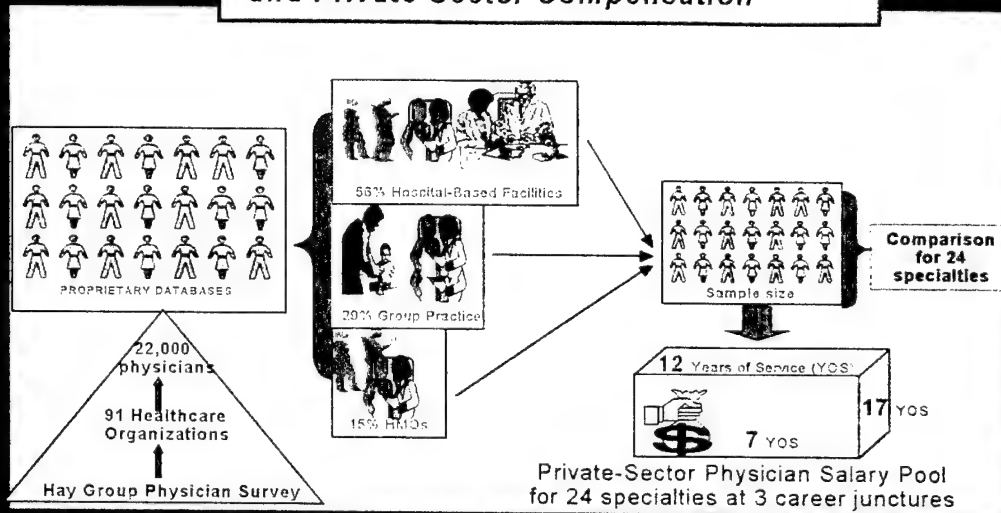 and Private Sector Compensation
PROPRIETARY DATABASES
22,000
physicians
91 Healthcare
Organizations
Hay Group Physician Survey
56% Hospital-Based Facilities
29% Group Practice
15% HMOs
Sample size
Comparison
for 24
specialties
12 Years of Service (YOS)
17 YOS
7 YOS
$
Private-Sector Physician Salary Pool
for 24 specialties at 3 career junctures